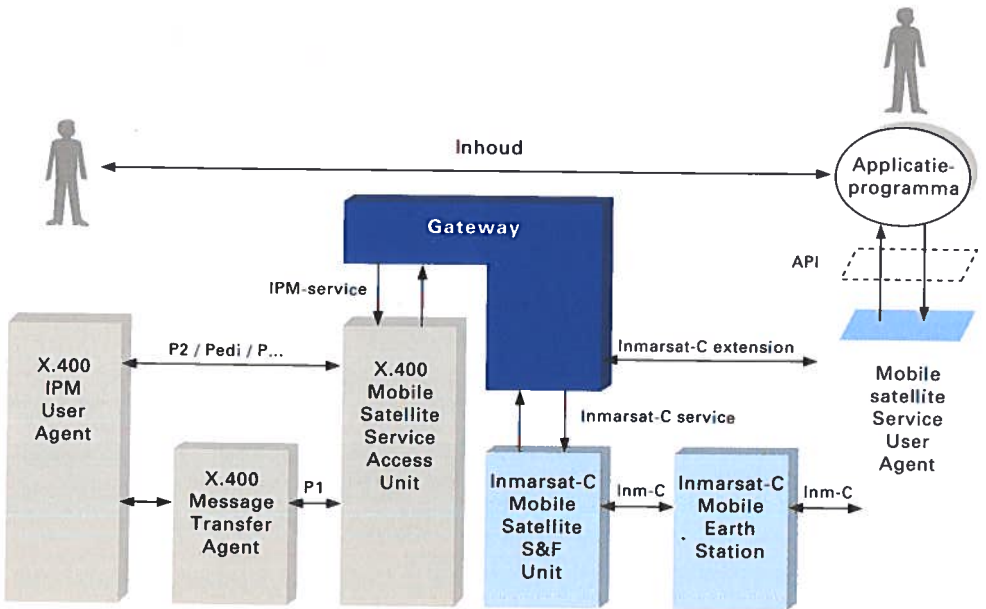 Inhoud
Applicatie-
programma
Gateway
API
IPM-service
P2 / Pedi / P...
Inmarsat-C extension
X.400
IPM
User
Agent
X.400
Mobile
Satellite
Service
Access
Unit
Mobile
satellite
Service
User
Agent
Inmarsat-C service
X.400
Message
Transfer
Agent
P1
Inmarsat-C
Mobile
Satellite
S&F
Unit
Inm-C
Inmarsat-C
Mobile
Earth
Station
Inm-C